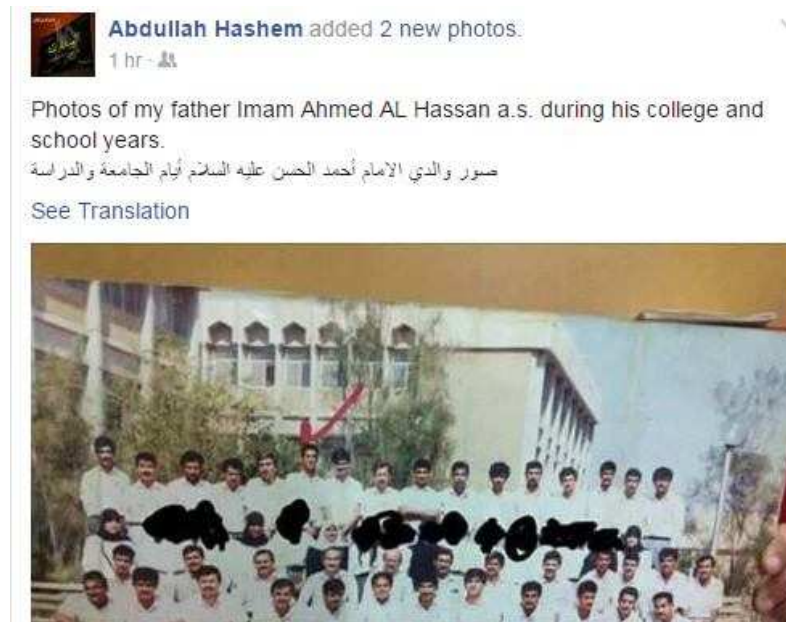 Abdullah Hashem added 2 new photos.
1 hr ·
Photos of my father Imam Ahmed AL Hassan a.s. during his college and
school years.
صور والدي الامام أحمد الحسن عليه السلام أيام الجامعة والدراسة
See Translation